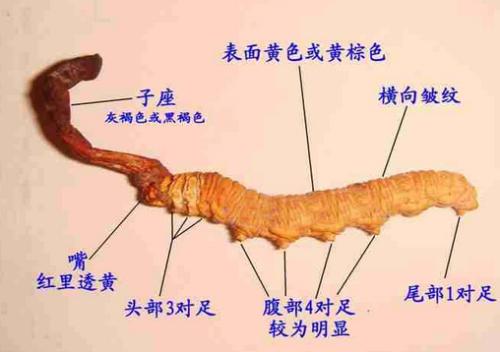 表面黄色或黄棕色
子座
灰褐色或黑褐色
横向皱纹
嘴
红里透黄
头部3对足
腹部4对足
较为明显
尾部1对足